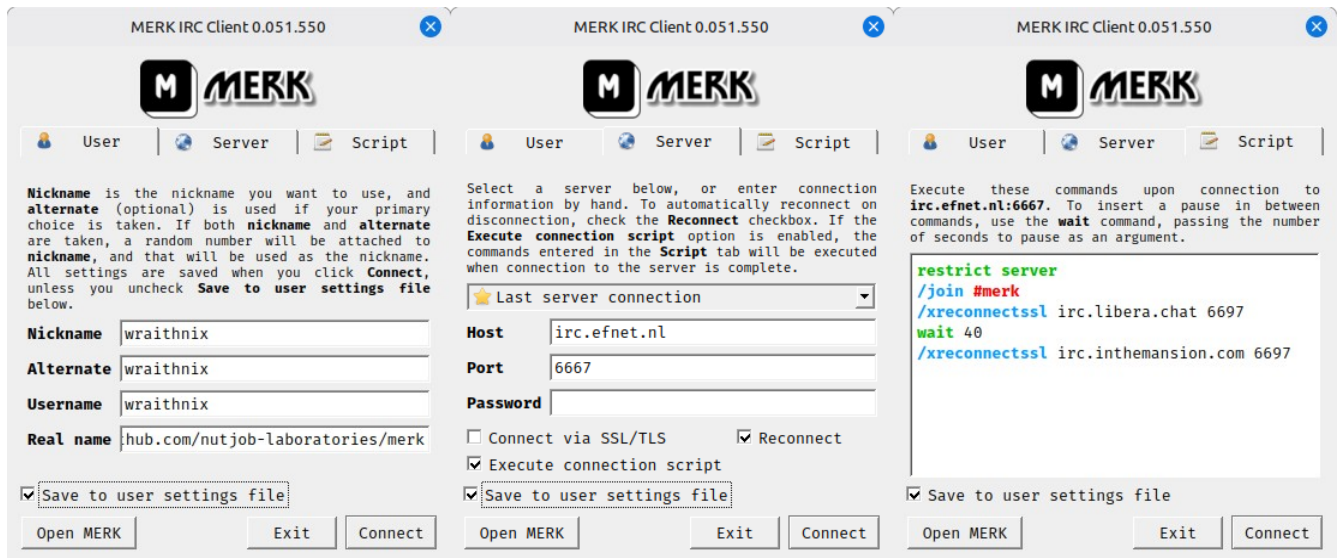 MERK IRC Client 0.051.550
M MERK
User Server Script
Nickname is the nickname you want to use, and
alternate (optional) is used if your primary
choice is taken. If both nickname and alternate
are taken, a random number will be attached to
nickname, and that will be used as the nickname.
All settings are saved when you click Connect,
unless you uncheck Save to user settings file
below.
Nickname wraithnix
Alternate wraithnix
Username wraithnix
Real name hub.com/nutjob-laboratories/merk
Save to user settings file
Open MERK Exit Connect
MERK IRC Client 0.051.550
M MERK
User Server Script
Select a server below, or enter connection
information by hand. To automatically reconnect on
disconnection, check the Reconnect checkbox. If the
Execute connection script option is enabled, the
commands entered in the Script tab will be executed
when connection to the server is complete.
Last server connection
Host irc.efnet.nl
Port 6667
Password
Connect via SSL/TLS Reconnect
Execute connection script
Save to user settings file
Open MERK Exit Connect
MERK IRC Client 0.051.550
M MERK
User Server Script
Execute these commands upon connection to
irc.efnet.nl:6667. To insert a pause in between
commands, use the wait command, passing the number
of seconds to pause as an argument.
restrict server
/join #merk
/xreconnectssl irc.libera.chat 6697
wait 40
/xreconnectssl irc.inthemansion.com 6697
Save to user settings file
Open MERK Exit Connect